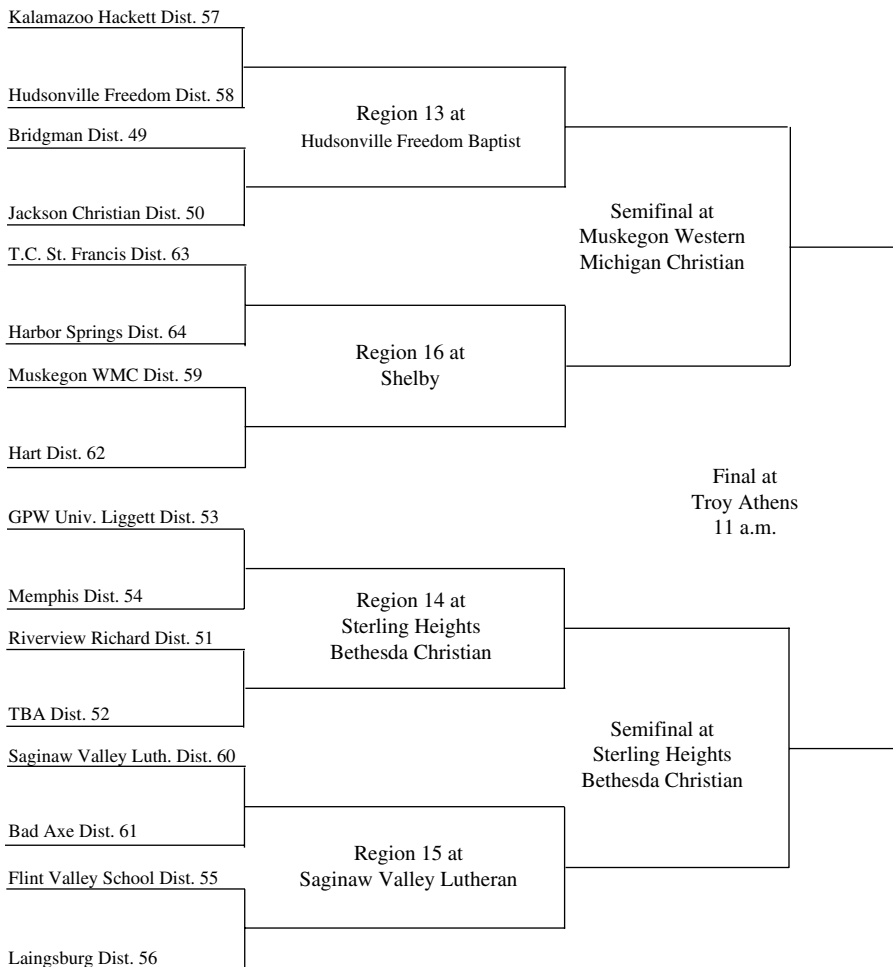 Kalamazoo Hackett Dist. 57
Hudsonville Freedom Dist. 58
Region 13 at
Hudsonville Freedom Baptist
Bridgman Dist. 49
Jackson Christian Dist. 50
Semifinal at
Muskegon Western
Michigan Christian
T.C. St. Francis Dist. 63
Harbor Springs Dist. 64
Region 16 at
Shelby
Muskegon WMC Dist. 59
Hart Dist. 62
Final at
Troy Athens
11 a.m.
GPW Univ. Liggett Dist. 53
Memphis Dist. 54
Region 14 at
Sterling Heights
Bethesda Christian
Riverview Richard Dist. 51
TBA Dist. 52
Semifinal at
Sterling Heights
Bethesda Christian
Saginaw Valley Luth. Dist. 60
Bad Axe Dist. 61
Region 15 at
Saginaw Valley Lutheran
Flint Valley School Dist. 55
Laingsburg Dist. 56